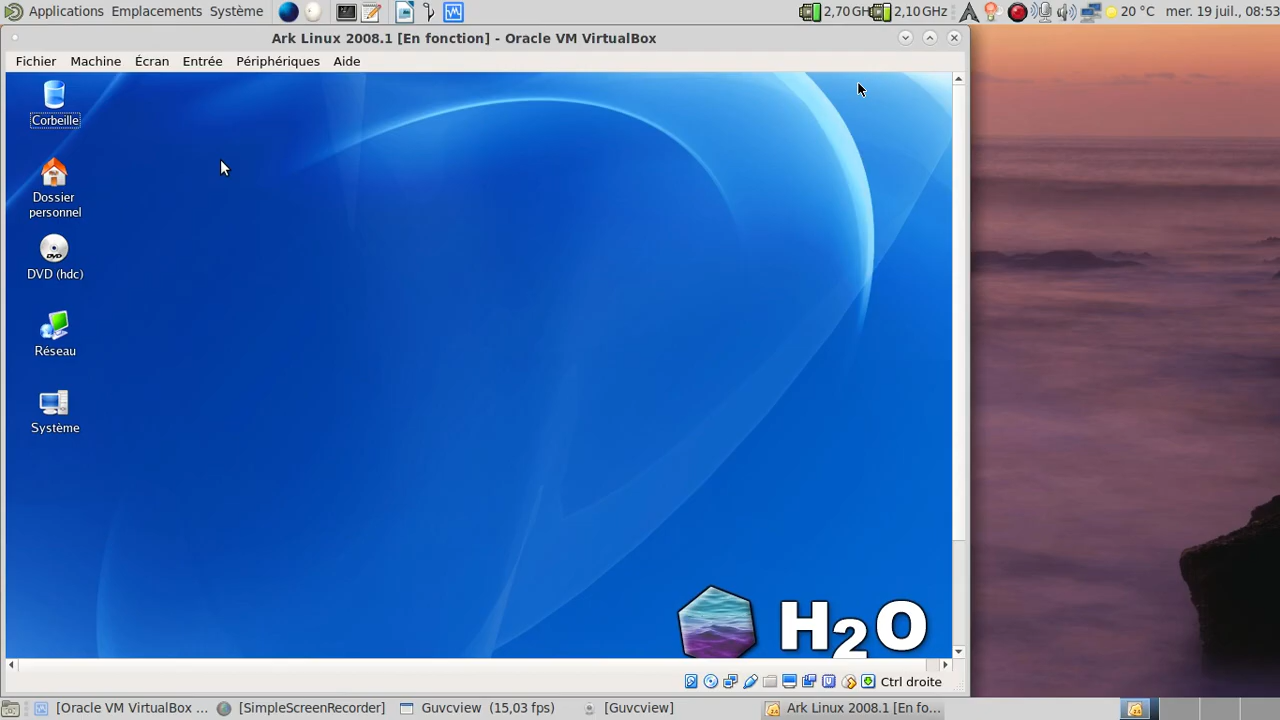 Applications Emplacements Système 2,70 GH 2,10 GHz 20 °C mer. 19 juil., 08:53
Ark Linux 2008.1 [En fonction] - Oracle VM VirtualBox
Fichier Machine Écran Entrée Périphériques Aide
Corbeille
Dossier
personnel
DVD (hdc)
Réseau
Système
H2O
Ctrl droite
[Oracle VM VirtualBox ... [SimpleScreenRecorder] Guvcview (15,03 fps) [Guvcview] Ark Linux 2008.1 [En fo...